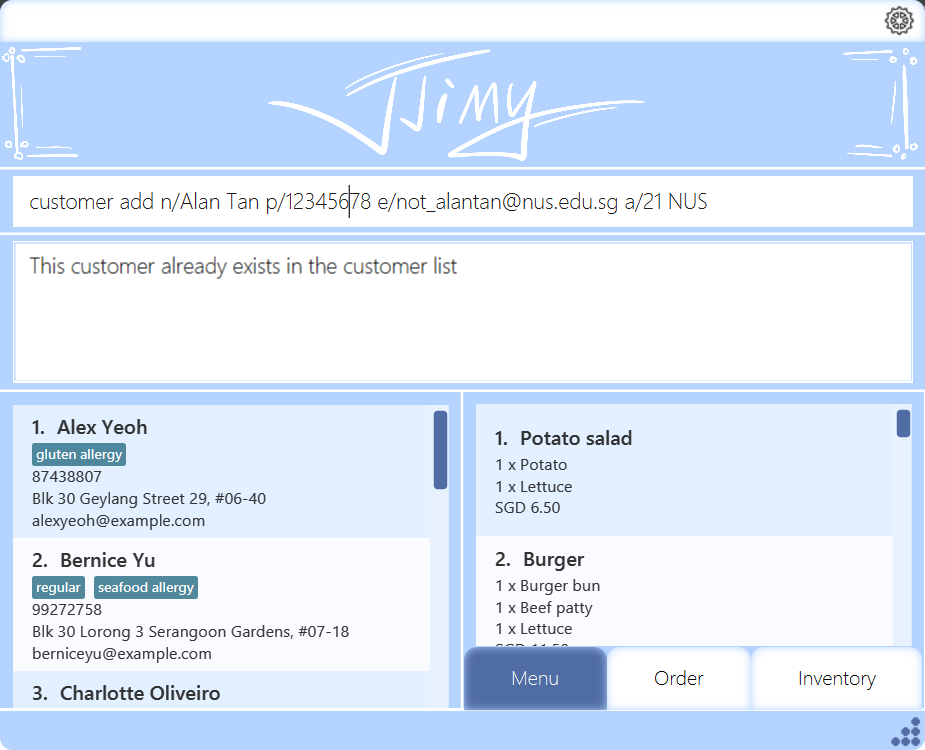 JJIMY
customer add n/Alan Tan p/12345678 e/not_alantan@nus.edu.sg a/21 NUS
This customer already exists in the customer list
1. Alex Yeoh
gluten allergy
87438807
Blk 30 Geylang Street 29, #06-40
alexyeoh@example.com
2. Bernice Yu
regular seafood allergy
99272758
Blk 30 Lorong 3 Serangoon Gardens, #07-18
berniceyu@example.com
3. Charlotte Oliveiro
1. Potato salad
1 x Potato
1 x Lettuce
SGD 6.50
2. Burger
1 x Burger bun
1 x Beef patty
1 x Lettuce
Menu
Order
Inventory